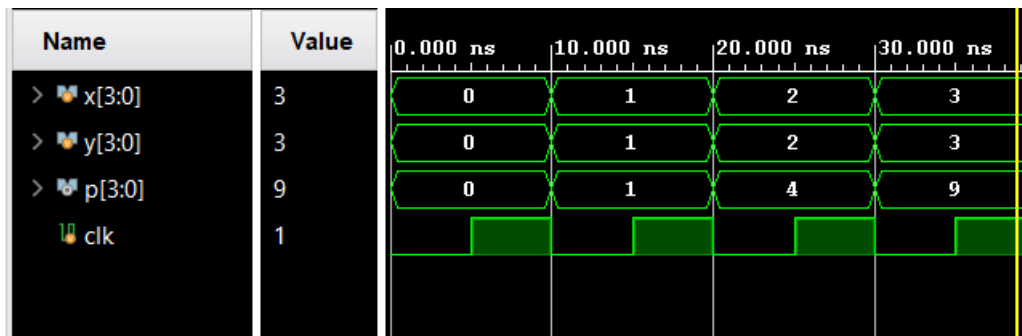 Name Value 0.000 ns 10.000 ns 20.000 ns 30.000 ns
x[3:0] 3 0 1 2 3
y[3:0] 3 0 1 2 3
p[3:0] 9 0 1 4 9
clk 1